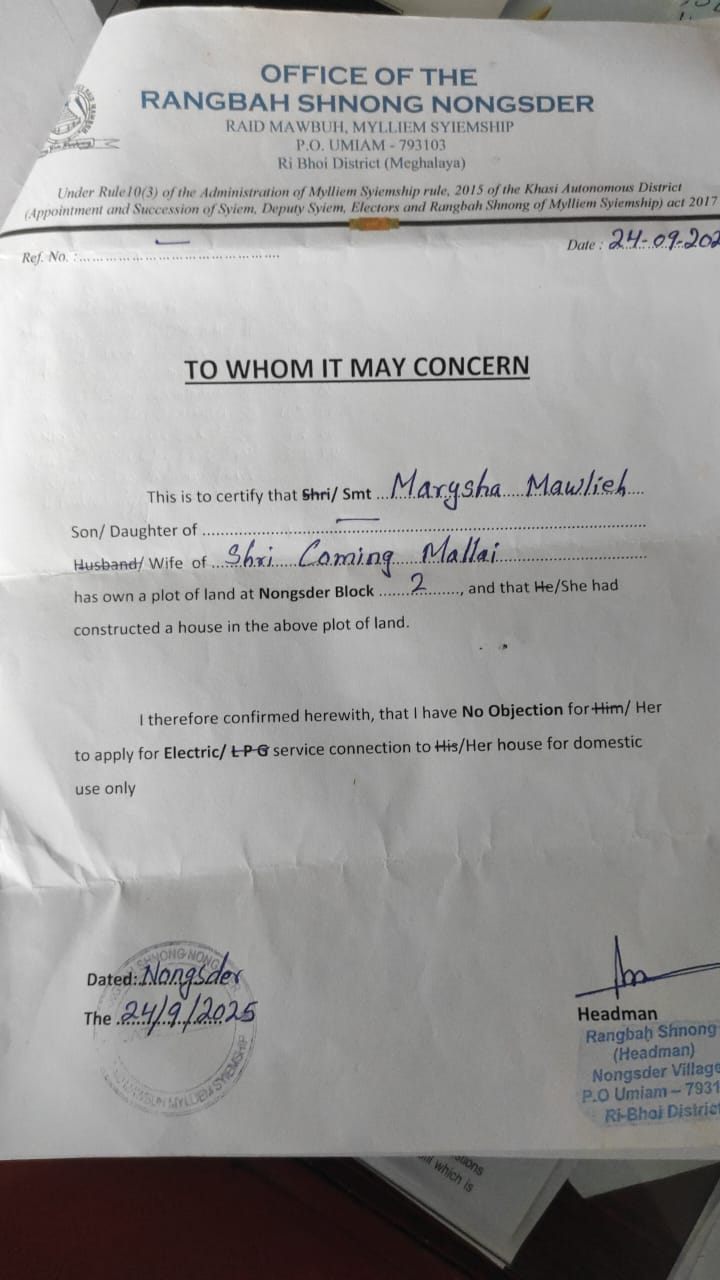 OFFICE OF THE
RANGBAH SHNONG NONGSDER
RAID MAWBUH, MYLLIEM SYIEMSHIP
P.O. UMIAM - 793103
Ri Bhoi District (Meghalaya)
Under Rule10(3) of the Administration of Mylliem Syiemship rule, 2015 of the Khasi Autonomous District
(Appointment and Succession of Syiem, Deputy Syiem, Electors and Rangbah Shnong of Mylliem Syiemship) act 2017
Ref. No. :.................................................
Date : 24-09-202
TO WHOM IT MAY CONCERN
This is to certify that Shri/ Smt ...Marysha.....Mawlieh....
Son/ Daughter of ................................................................
Husband/ Wife of ....Shri.....Coming....Mallai..............................
has own a plot of land at Nongsder Block .......2........, and that He/She had
constructed a house in the above plot of land.
I therefore confirmed herewith, that I have No Objection for Him/ Her
to apply for Electric/ LPG service connection to His/Her house for domestic
use only
SHNONG NONG
Dated: Nongsder
The .24/9/2025
MYLLIEM SYIEMSHIP
Headman
Rangbah Shnong
(Headman)
Nongsder Village
P.O Umiam – 7931
Ri-Bhoi District
which is